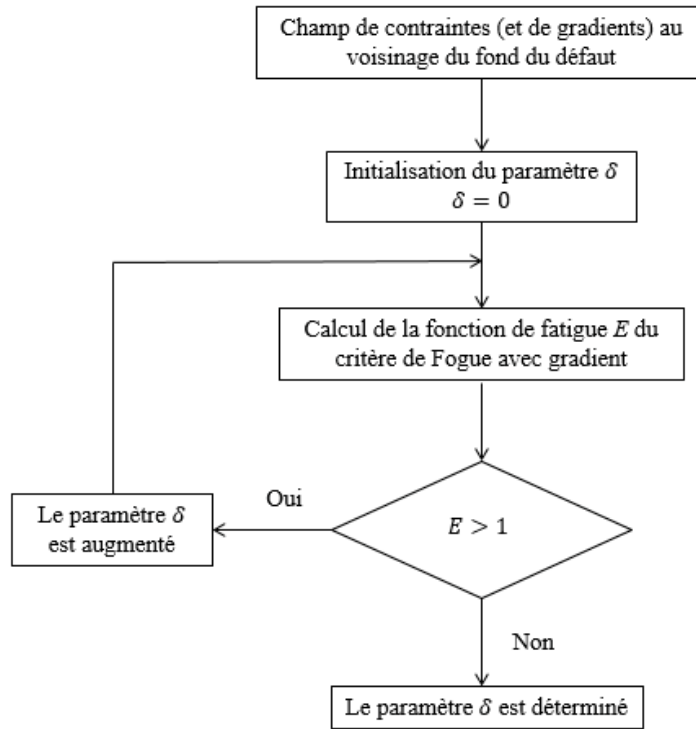 Champ de contraintes (et de gradients) au
voisinage du fond du défaut
Initialisation du paramètre δ
δ = 0
Calcul de la fonction de fatigue E du
critère de Fogue avec gradient
E > 1
Oui
Le paramètre δ
est augmenté
Non
Le paramètre δ est déterminé